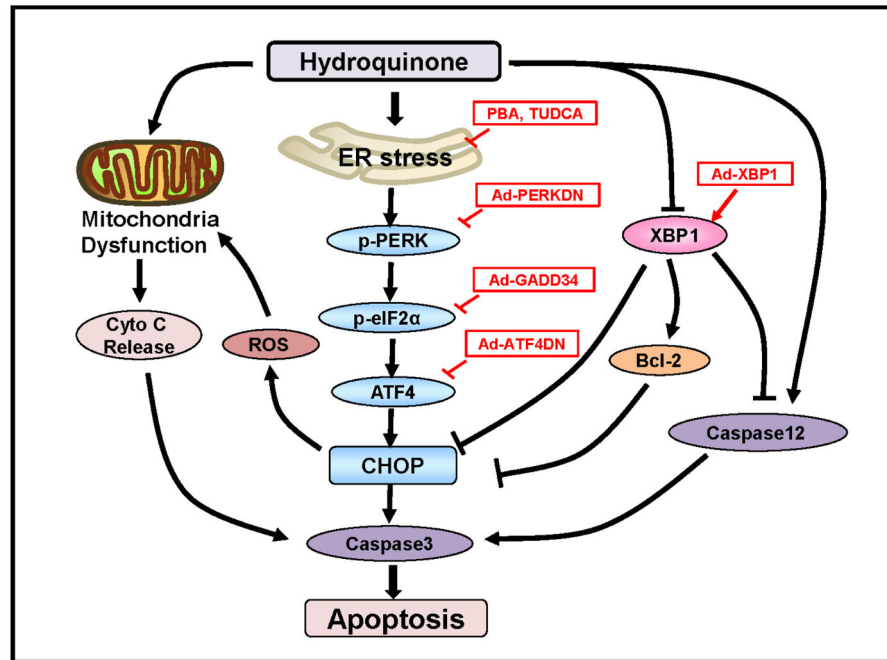 Hydroquinone
PBA, TUDCA
ER stress
Ad-XBP1
Ad-PERKDN
Mitochondria
Dysfunction
p-PERK
XBP1
Ad-GADD34
Cyto C
Release
ROS
p-eIF2α
Ad-ATF4DN
Bcl-2
ATF4
Caspase12
CHOP
Caspase3
Apoptosis